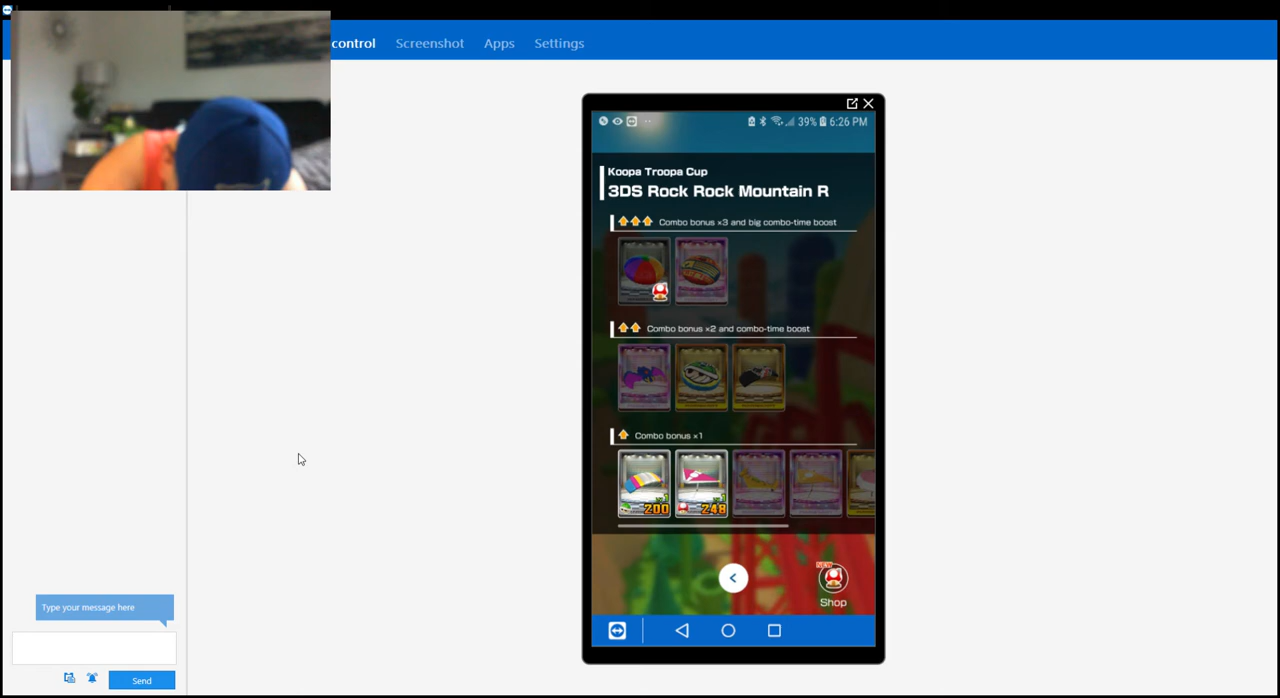 control Screenshot Apps Settings
39% 6:26 PM
Koopa Troopa Cup
3DS Rock Rock Mountain R
Combo bonus ×3 and big combo-time boost
Combo bonus ×2 and combo-time boost
Combo bonus ×1
1 1
200 248
NEW
Shop
Type your message here
Send